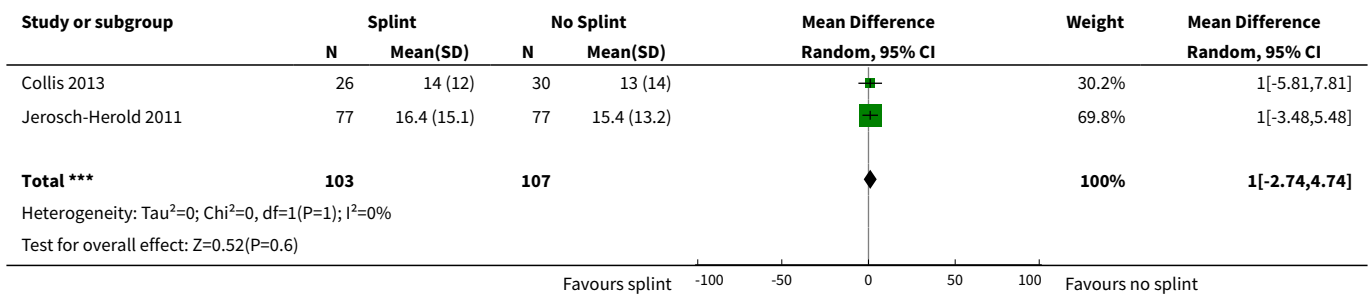 Study or subgroup Splint No Splint Mean Difference Weight Mean Difference
N Mean(SD) N Mean(SD) Random, 95% CI Random, 95% CI
Collis 2013 26 14 (12) 30 13 (14) 30.2% 1[-5.81,7.81]
Jerosch-Herold 2011 77 16.4 (15.1) 77 15.4 (13.2) 69.8% 1[-3.48,5.48]
Total *** 103 107 100% 1[-2.74,4.74]
Heterogeneity: Tau²=0; Chi²=0, df=1(P=1); I²=0%
Test for overall effect: Z=0.52(P=0.6)
Favours splint -100 -50 0 50 100 Favours no splint